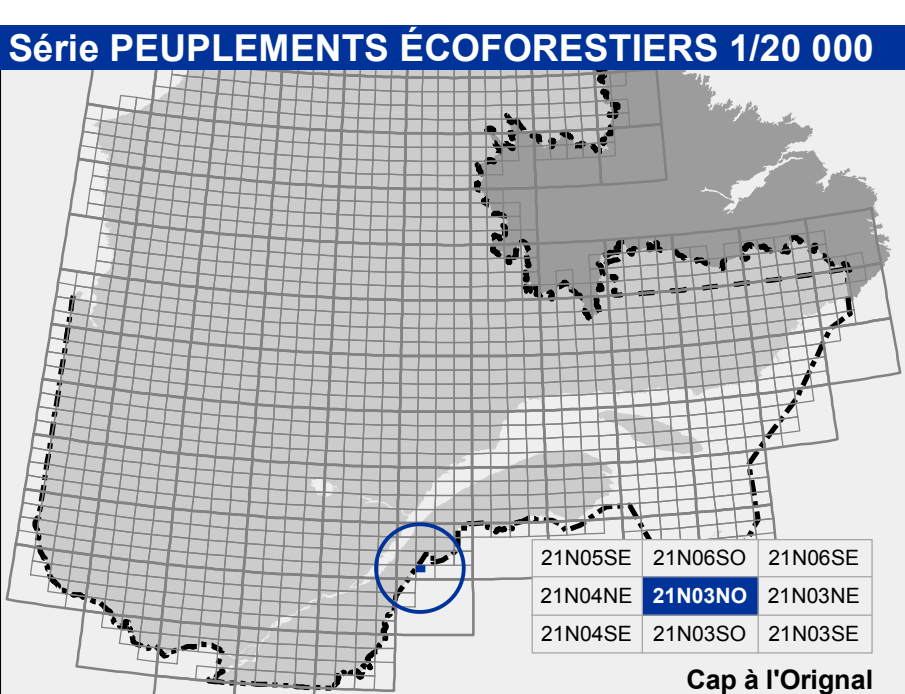 Série PEUPLEMENTS ÉCOFORESTIERS 1/20 000
21N05SE 21N06SO 21N06SE
21N04NE 21N03NO 21N03NE
21N04SE 21N03SO 21N03SE
Cap à l'Orignal